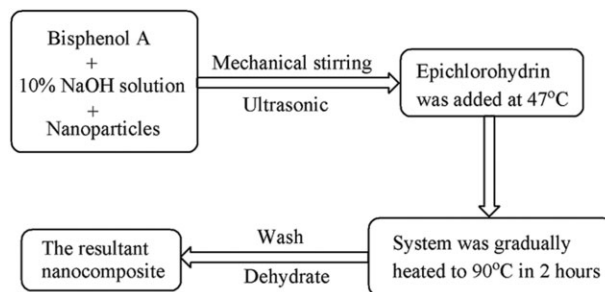 Bisphenol A
+
10% NaOH solution
+
Nanoparticles
Mechanical stirring
Ultrasonic
Epichlorohydrin
was added at 47°C
System was gradually
heated to 90°C in 2 hours
Wash
Dehydrate
The resultant
nanocomposite